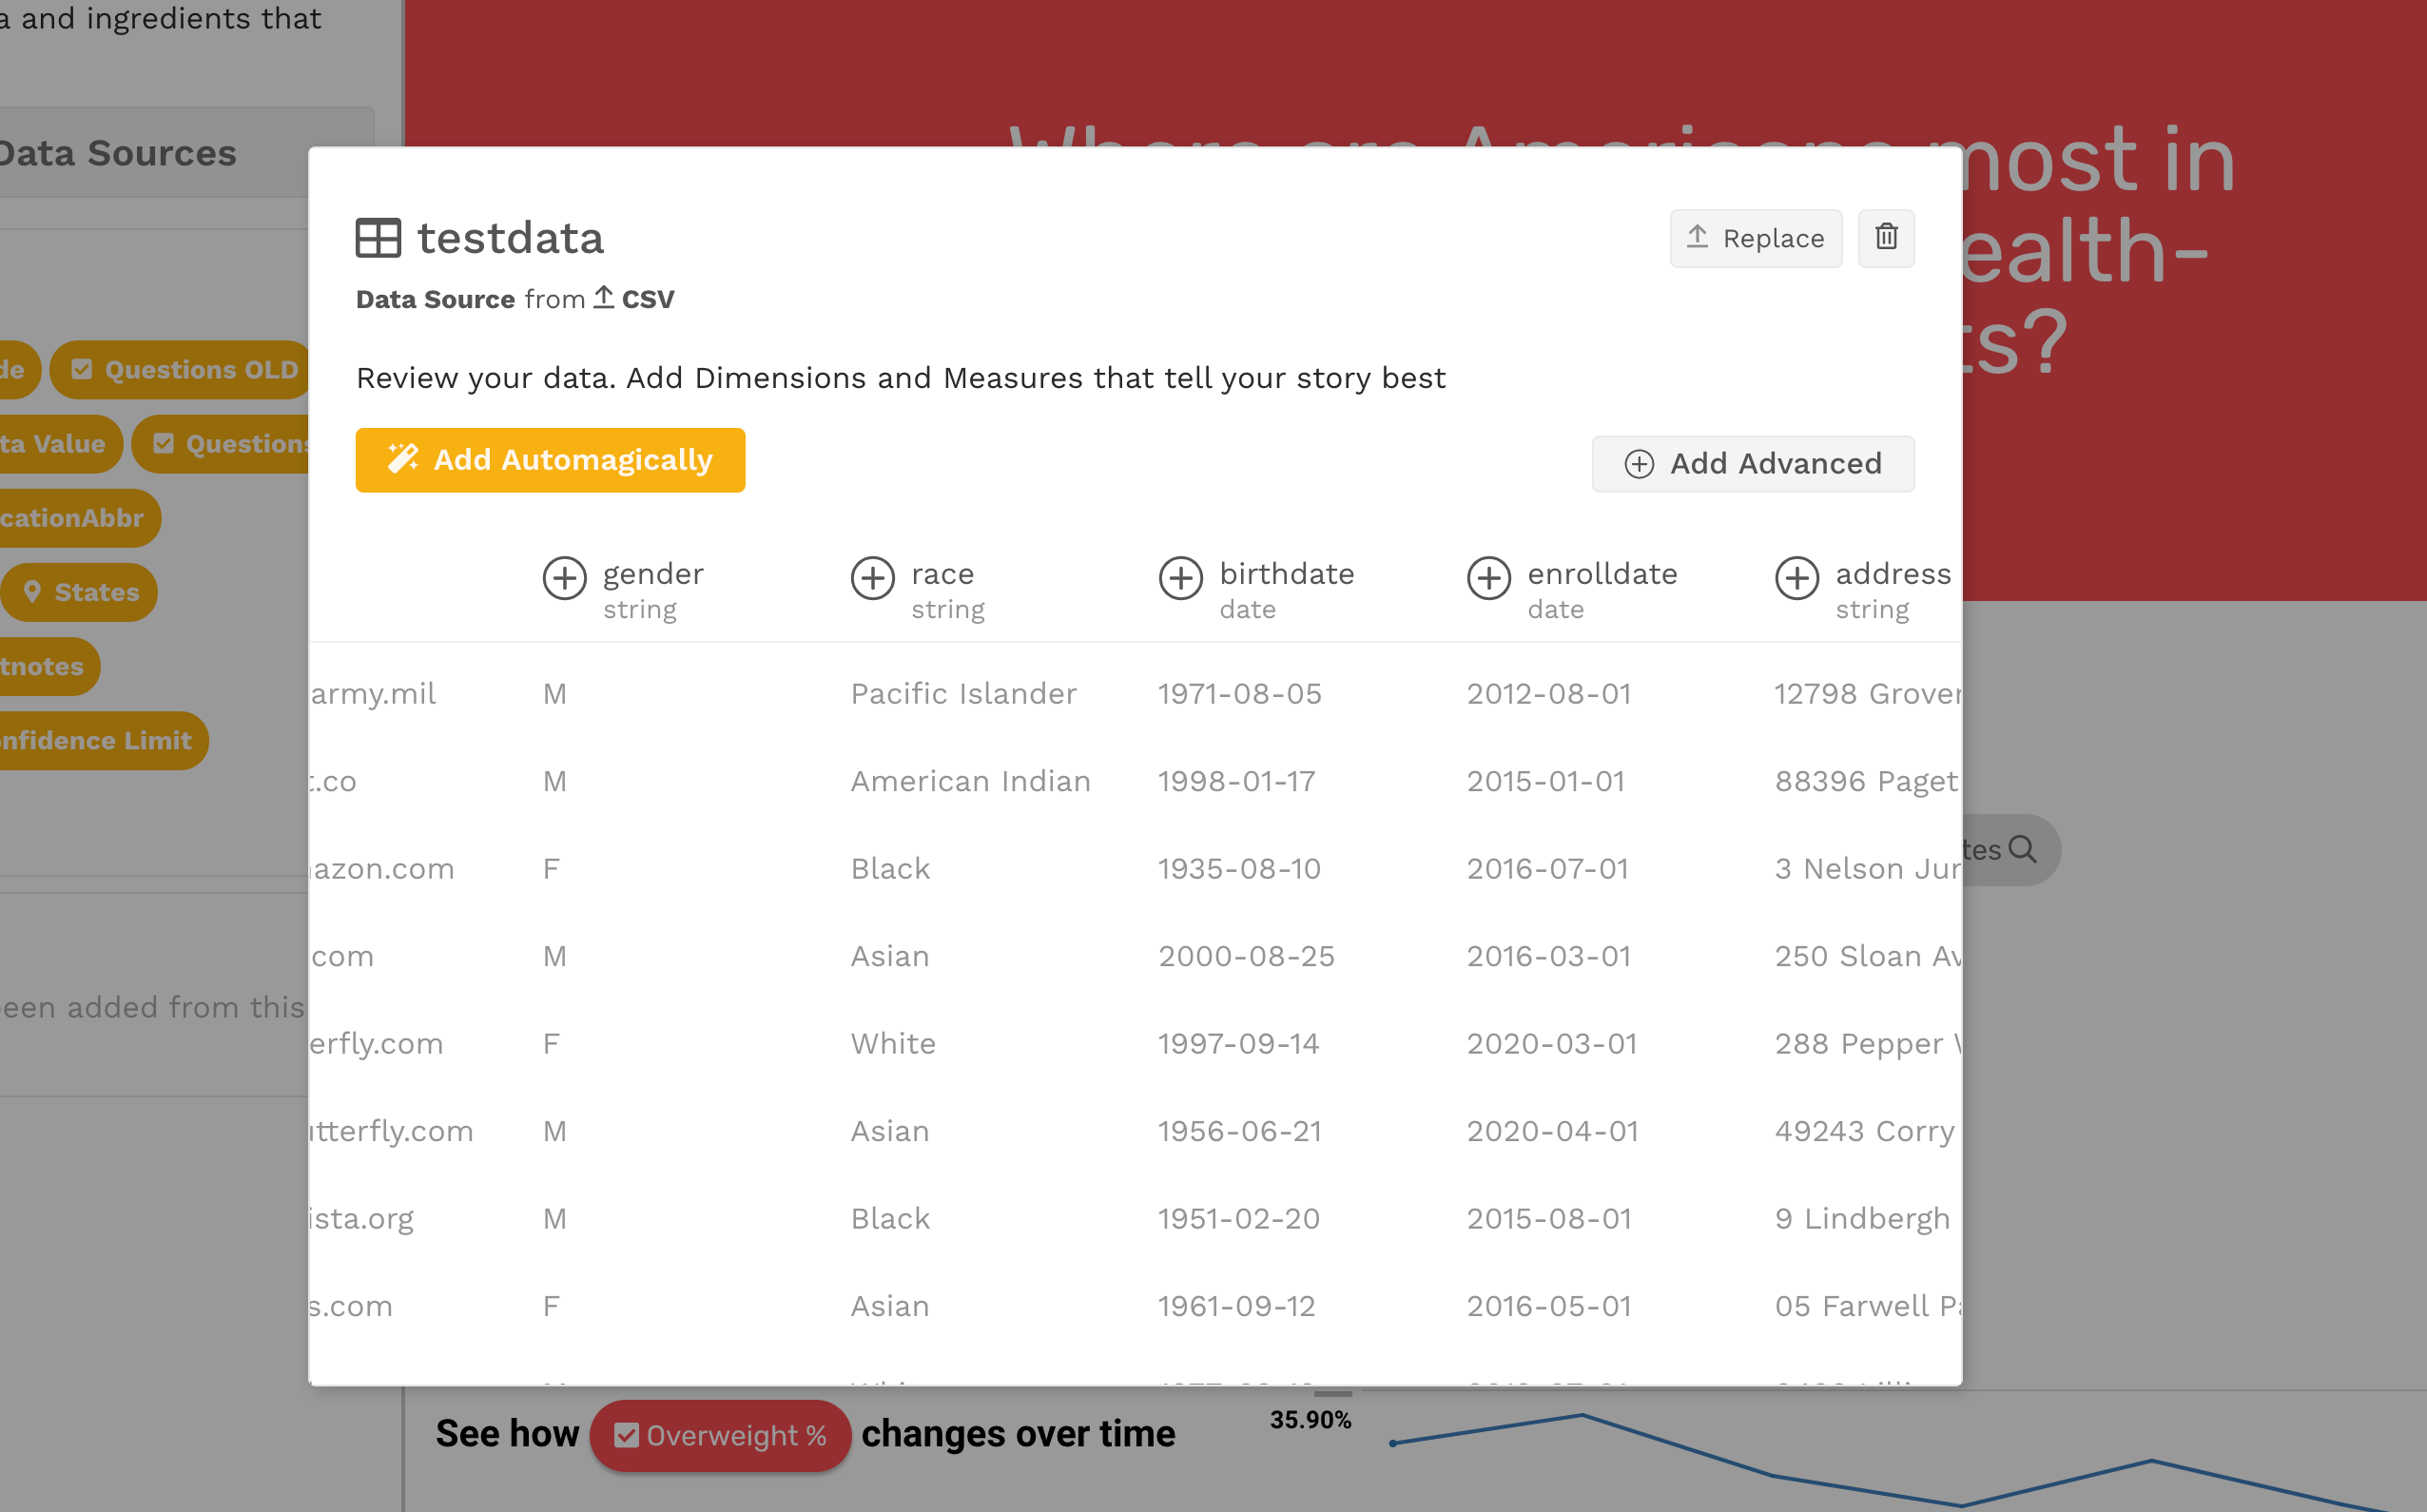 a and ingredients that
Data Sources
most in
ealth-
ts?
testdata
Replace
Data Source from CSV
Review your data. Add Dimensions and Measures that tell your story best
Add Automagically
Add Advanced
de
Questions OLD
ta Value
Questions
cationAbbr
States
tnotes
nfidence Limit
een added from this
gender race birthdate enrolldate address
string string date date string
army.mil M Pacific Islander 1971-08-05 2012-08-01 12798 Grover
t.co M American Indian 1998-01-17 2015-01-01 88396 Paget
azon.com F Black 1935-08-10 2016-07-01 3 Nelson Jun
.com M Asian 2000-08-25 2016-03-01 250 Sloan Av
erfly.com F White 1997-09-14 2020-03-01 288 Pepper
utterfly.com M Asian 1956-06-21 2020-04-01 49243 Corry
ista.org M Black 1951-02-20 2015-08-01 9 Lindbergh
s.com F Asian 1961-09-12 2016-05-01 05 Farwell Pa
tes
See how Overweight % changes over time
35.90%